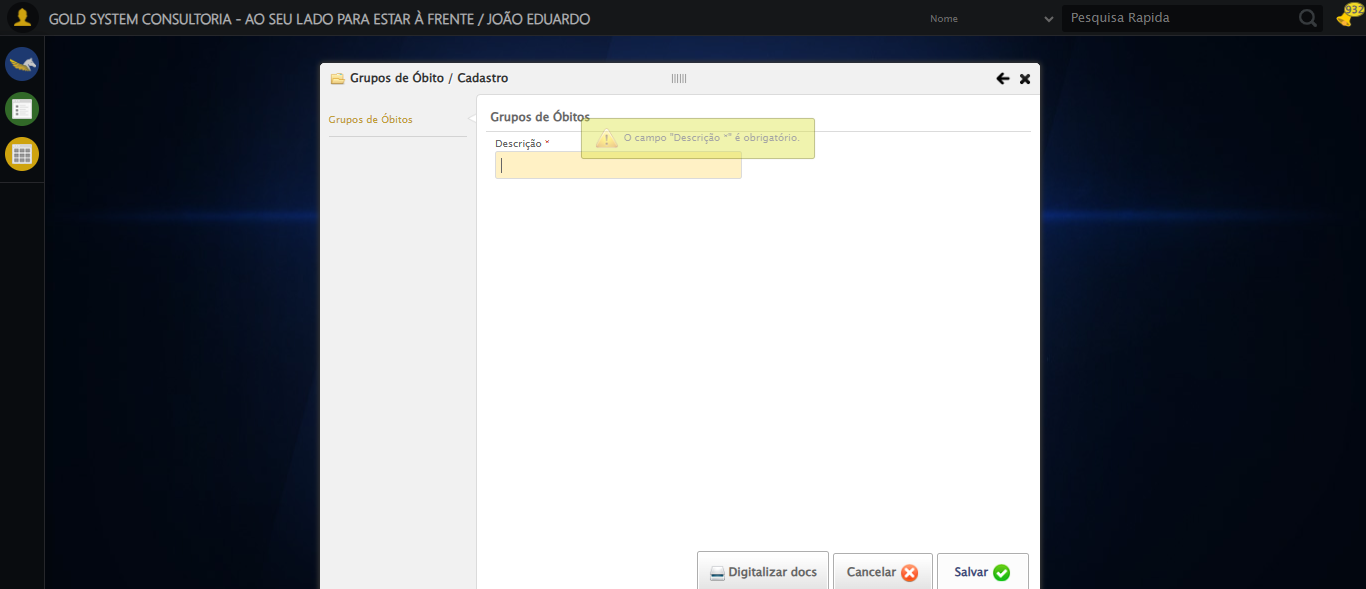 GOLD SYSTEM CONSULTORIA - AO SEU LADO PARA ESTAR À FRENTE / JOÃO EDUARDO
Nome
Pesquisa Rapida
932
Grupos de Óbito / Cadastro
Grupos de Óbitos
Grupos de Óbitos
O campo "Descrição *" é obrigatório.
Descrição *
Digitalizar docs
Cancelar
Salvar